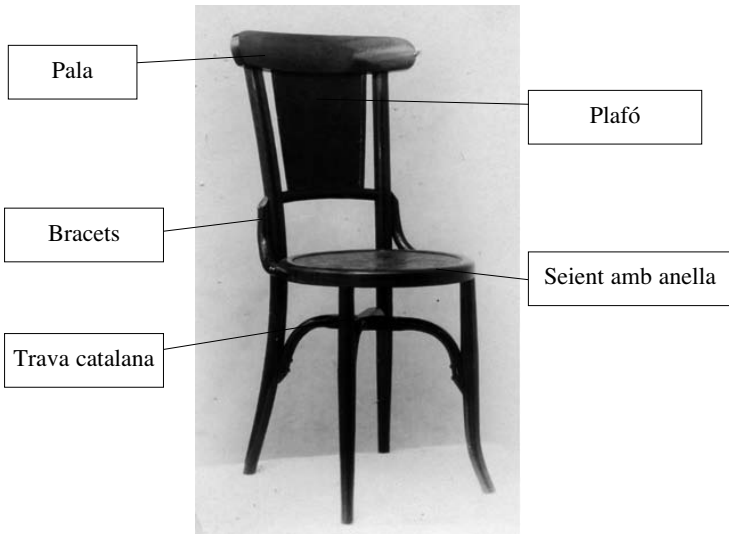 Pala
Plafó
Bracets
Seient amb anella
Trava catalana